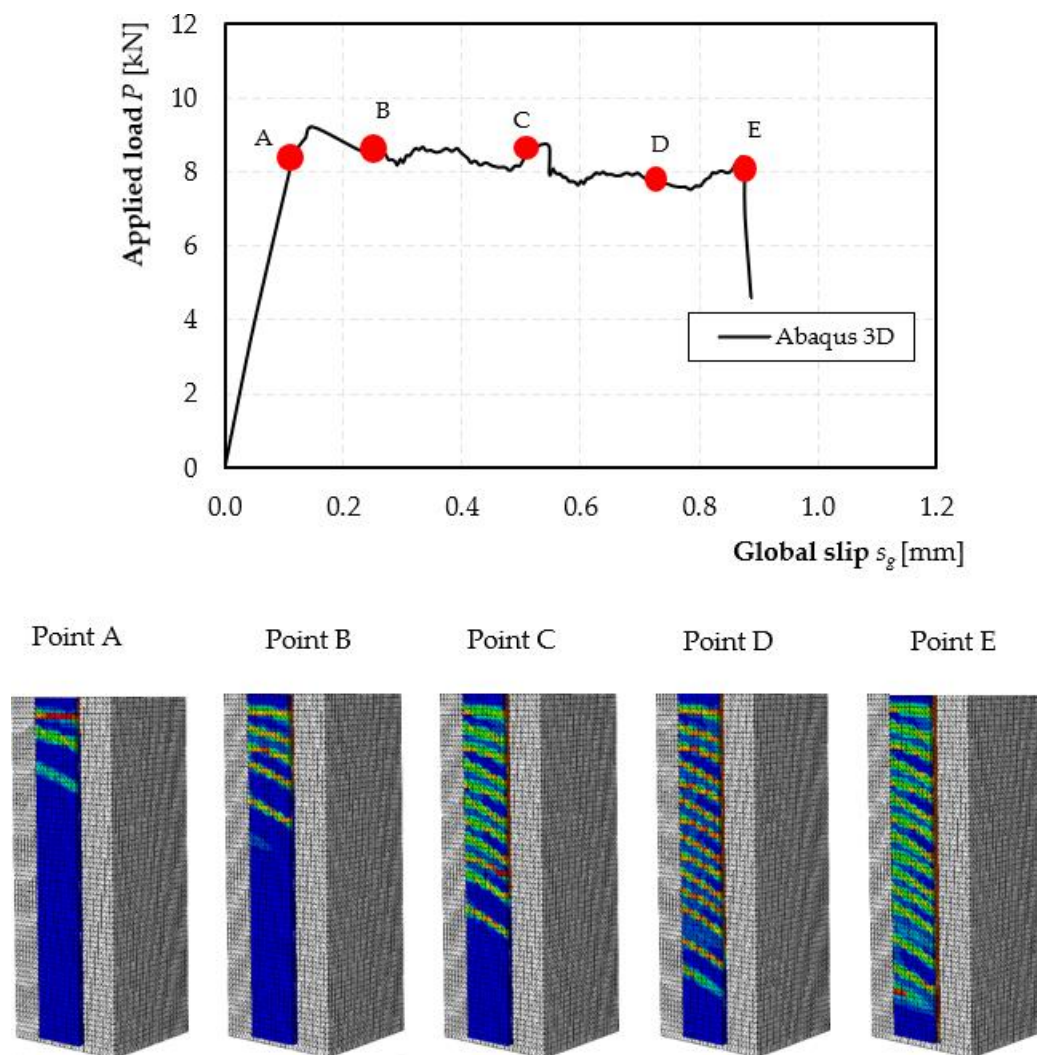 Applied load P [kN]
12
10
8
6
4
2
0
A
B
C
D
E
Abaqus 3D
0.0 0.2 0.4 0.6 0.8 1.0 1.2
Global slip sg [mm]
Point A Point B Point C Point D Point E